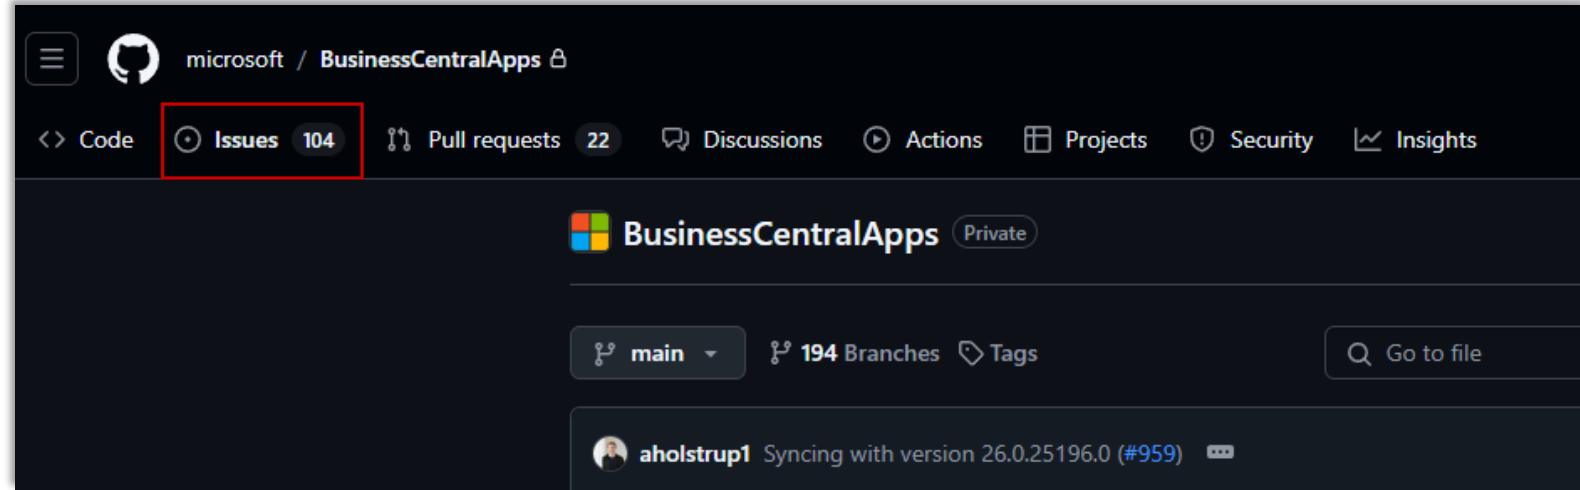 microsoft / BusinessCentralApps
Code Issues 104 Pull requests 22 Discussions Actions Projects Security Insights
BusinessCentralApps Private
main 194 Branches Tags Go to file
aholstrup1 Syncing with version 26.0.25196.0 (#959)